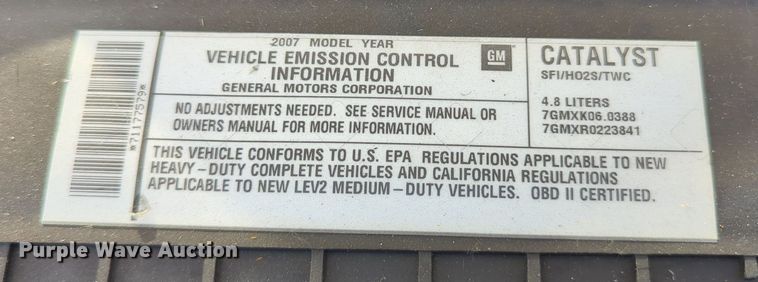 2007 MODEL YEAR
VEHICLE EMISSION CONTROL
INFORMATION
GENERAL MOTORS CORPORATION
GM
CATALYST
SFI/HO2S/TWC
NO ADJUSTMENTS NEEDED. SEE SERVICE MANUAL OR
OWNERS MANUAL FOR MORE INFORMATION.
4.8 LITERS
7GMXK06.0388
7GMXR0223841
THIS VEHICLE CONFORMS TO U.S. EPA REGULATIONS APPLICABLE TO NEW
HEAVY-DUTY COMPLETE VEHICLES AND CALIFORNIA REGULATIONS
APPLICABLE TO NEW LEV2 MEDIUM-DUTY VEHICLES. OBD II CERTIFIED.
*71177579*
Purple Wave Auction